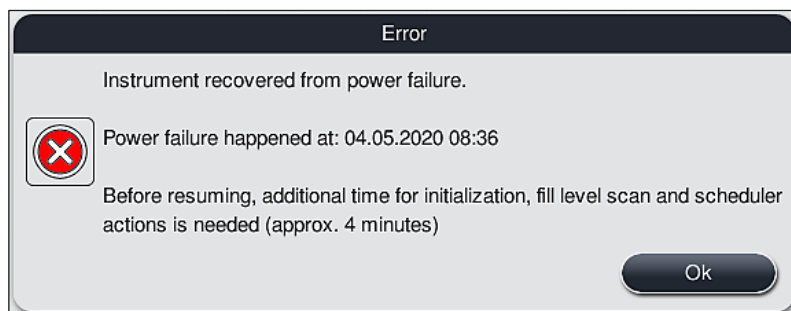 Error
Instrument recovered from power failure.
Power failure happened at: 04.05.2020 08:36
Before resuming, additional time for initialization, fill level scan and scheduler
actions is needed (approx. 4 minutes)
Ok